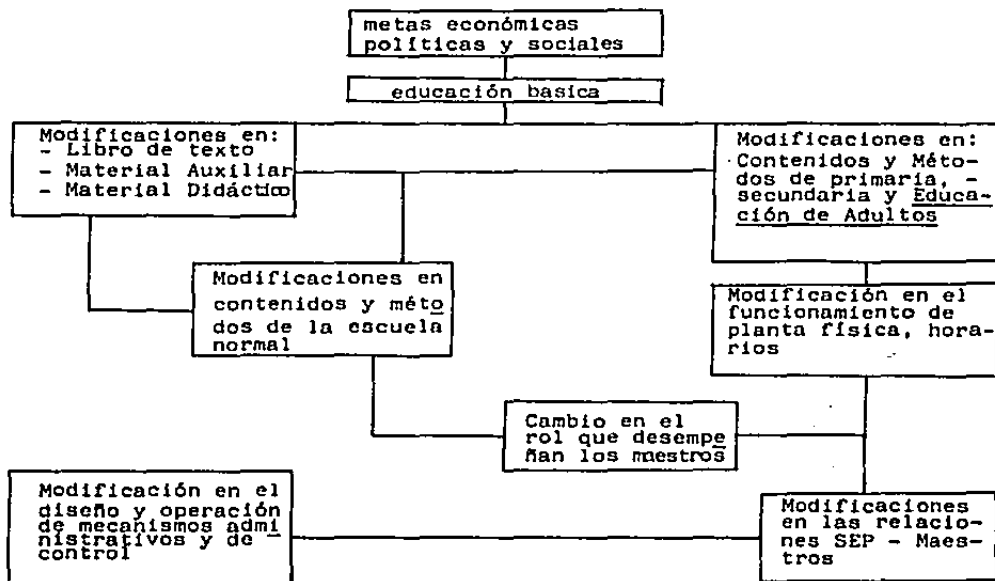 metas económicas
políticas y sociales
educación basica
Modificaciones en:
- Libro de texto
- Material Auxiliar
- Material Didáctico
Modificaciones en:
Contenidos y Méto-
dos de primaria, -
secundaria y Educa-
ción de Adultos
Modificaciones en
contenidos y méto
dos de la escuela
normal
Modificación en el
funcionamiento de
planta física, hora-
rios
Cambio en el
rol que desempe
ñan los maestros
Modificación en el
diseño y operación
de mecanismos admi
nistrativos y de
control
Modificaciones
en las relacio-
nes SEP - Maes-
tros